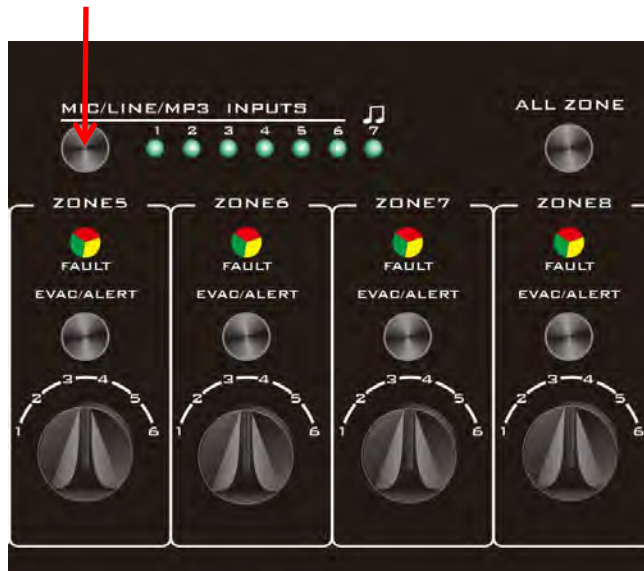 MIC/LINE/MP3 INPUTS
ALL ZONE
1 2 3 4 5 6 7
ZONE5 ZONE6 ZONE7 ZONE8
FAULT FAULT FAULT FAULT
EVAC/ALERT EVAC/ALERT EVAC/ALERT EVAC/ALERT
1 2 3 4 5 6 1 2 3 4 5 6 1 2 3 4 5 6 1 2 3 4 5 6